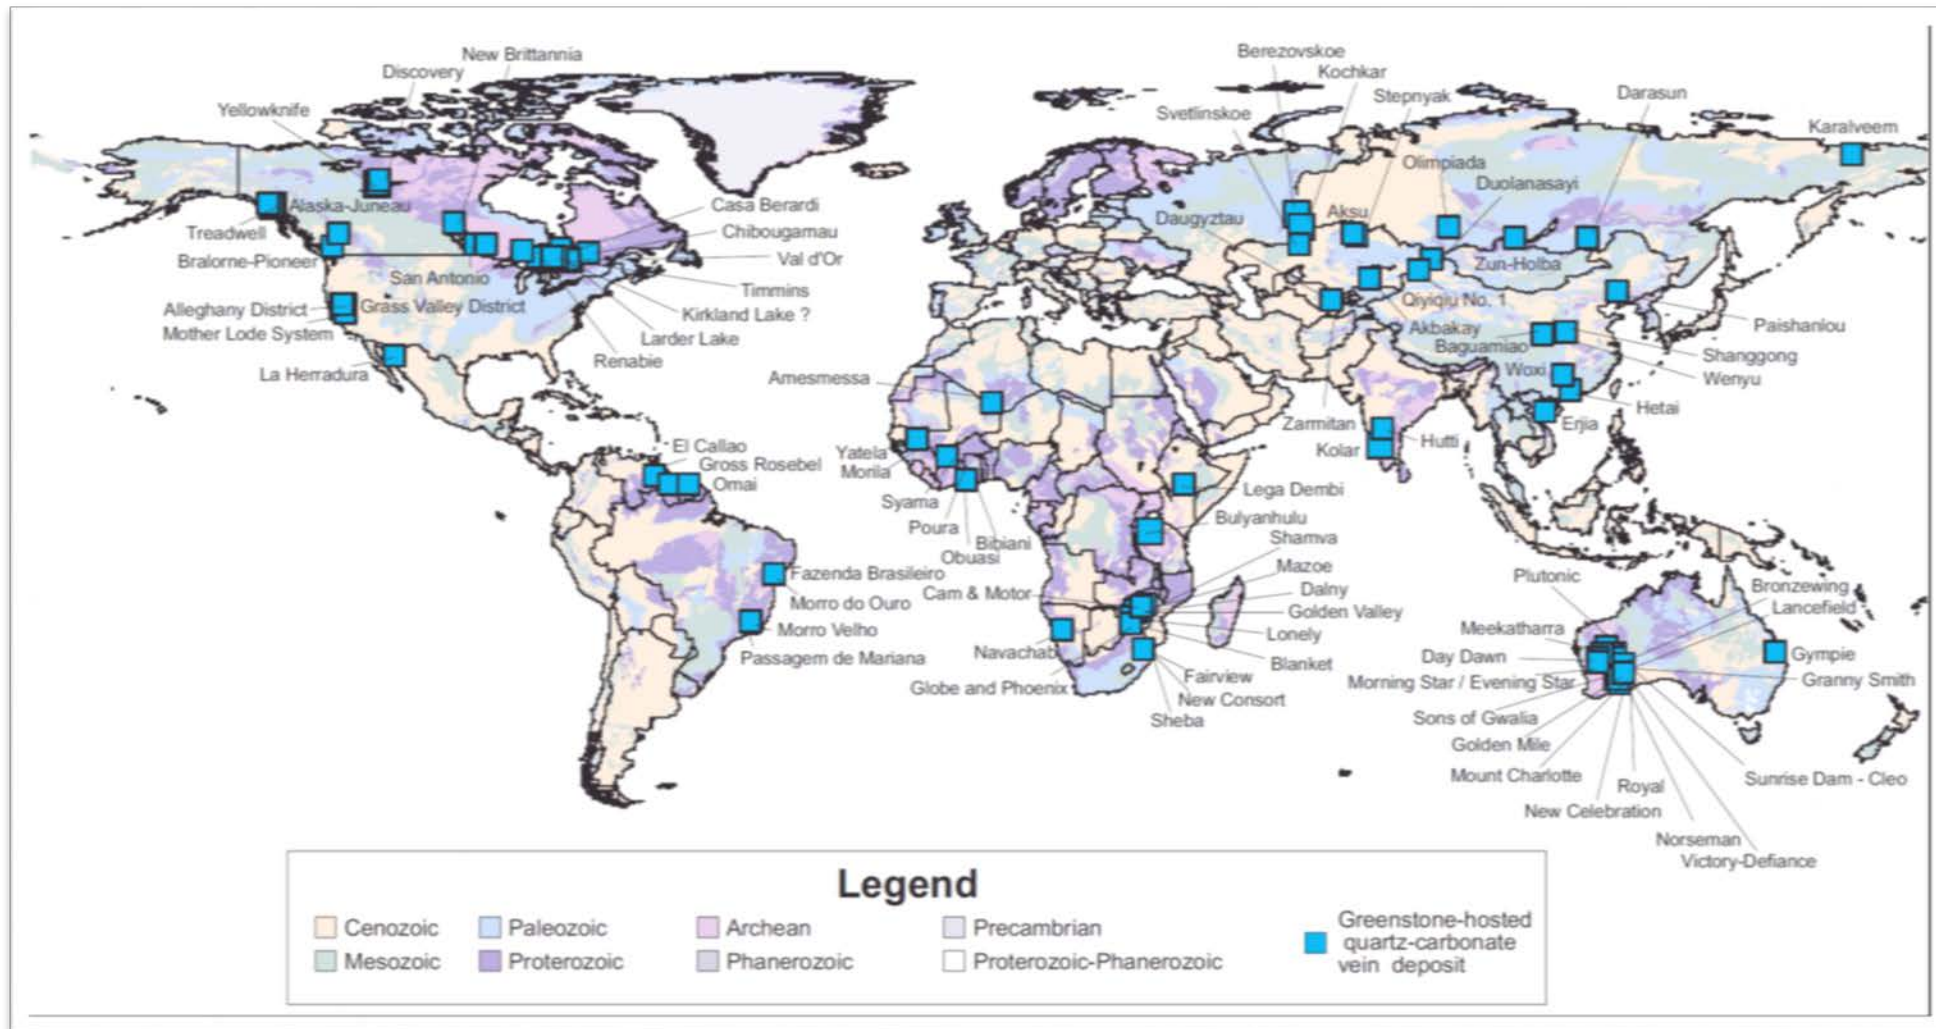 New Brittannia
Discovery
Yellowknife
Berezovskoe
Kochkar
Stepnyak
Svetlinskoe
Darasun
Karalveem
Olimpiada
Duolanasayi
Alaska-Juneau
Treadwell
Bralorne-Pioneer
Casa Berardi
Chibougamau
Val d'Or
San Antonio
Timmins
Alleghany District
Grass Valley District
Kirkland Lake ?
Mother Lode System
Larder Lake
Renabie
La Herradura
Daugyztau
Aksu
Zun-Holba
Qiyiqiu No. 1
Akbakay
Baguamiao
Paishanlou
Shanggong
Wenyu
Woxi
Hetai
Erjia
Amesmessa
Zarmitan
Hutti
Kolar
El Callao
Gross Rosebel
Omai
Yatela
Morila
Syama
Poura
Obuasi
Bibiani
Lega Dembi
Bulyanhulu
Shamva
Mazoe
Dalny
Golden Valley
Lonely
Blanket
Cam & Motor
Fazenda Brasileiro
Morro do Ouro
Morro Velho
Passagem de Mariana
Navachab
Globe and Phoenix
Fairview
New Consort
Sheba
Plutonic
Bronzewing
Lancefield
Meekatharra
Day Dawn
Morning Star / Evening Star
Gympie
Granny Smith
Sons of Gwalia
Golden Mile
Mount Charlotte
Royal
Sunrise Dam - Cleo
New Celebration
Norseman
Victory-Defiance
Legend
Cenozoic
Paleozoic
Archean
Precambrian
Mesozoic
Proterozoic
Phanerozoic
Proterozoic-Phanerozoic
Greenstone-hosted
quartz-carbonate
vein deposit